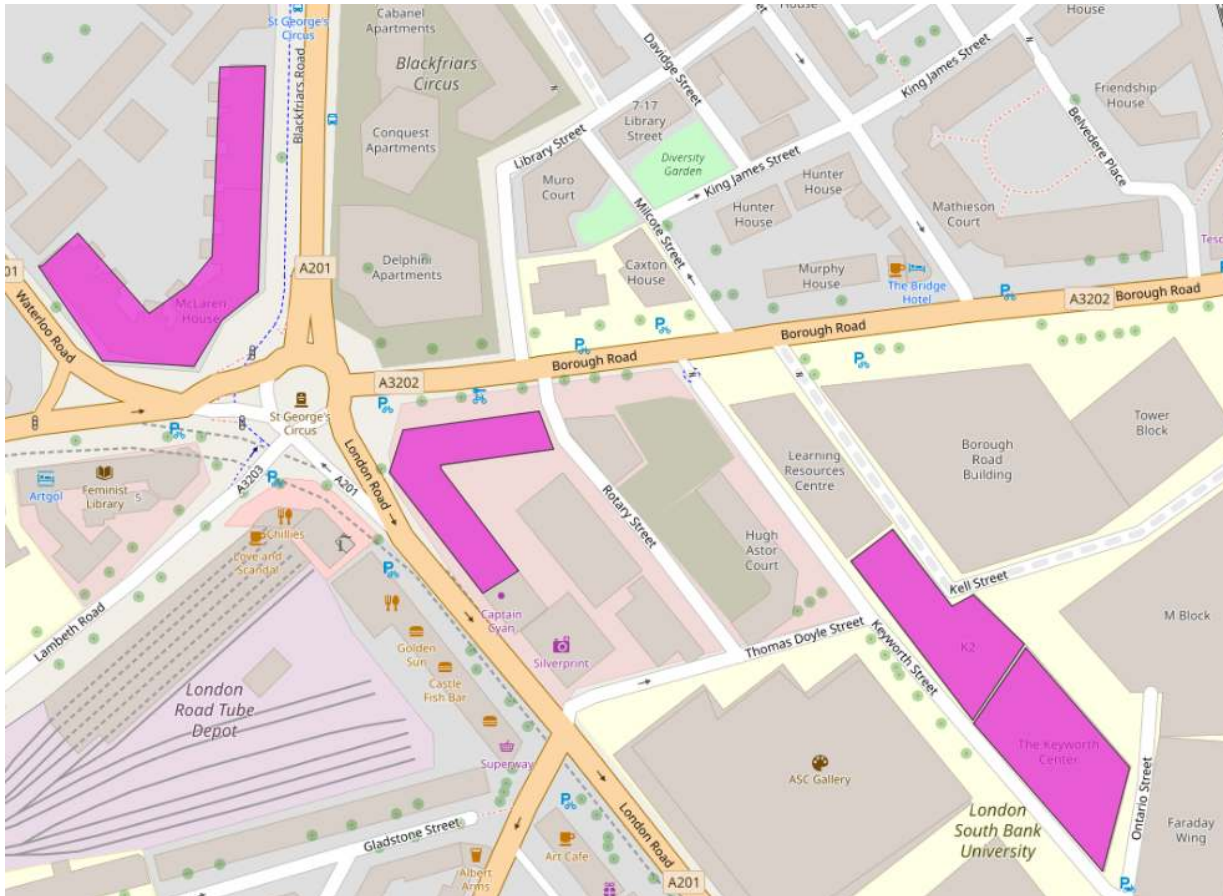 St George's
Circus
Cabanel
Apartments
Blackfriars
Circus
Conquest
Apartments
Delphini
Apartments
Blackfriars Road
A201
01
Waterloo Road
McLaren
House
Davidge Street
7-17
Library
Street
Library Street
Muro
Court
Diversity
Garden
King James Street
King James Street
Milcote Street
Caxton
House
Hunter
House
Hunter
House
Murphy
House
The Bridge
Hotel
Mathieson
Court
House
House
Friendship
House
Belvedere Place
Tesc
A3202
Borough Road
Borough Road
Borough Road
A3202
St George's
Circus
London Road
A201
A3203
Artgol
Feminist
Library
5
Chillies
Love and
Scandal
Lambeth Road
London
Road Tube
Depot
Golden
Sun
Castle
Fish Bar
Superway
Captain
Cyan
Silverprint
Rotary Street
Hugh
Astor
Court
Learning
Resources
Centre
Borough
Road
Building
Tower
Block
Kell Street
K2
M Block
Thomas Doyle Street
Keyworth Street
The Keyworth
Center
ASC Gallery
London
South Bank
University
Ontario Street
Faraday
Wing
Gladstone Street
Albert
Arms
Art Cafe
London Road
A201